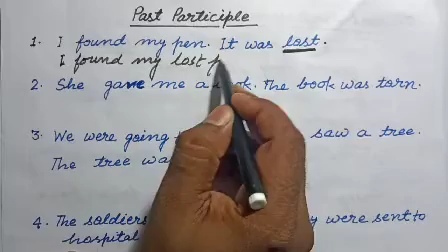 Past Participle
1. I found my pen. It was lost.
I found my lost
2. She gave me a book. The book was torn.
3. We were going saw a tree.
The tree was
4. The soldiers were sent to
hospital